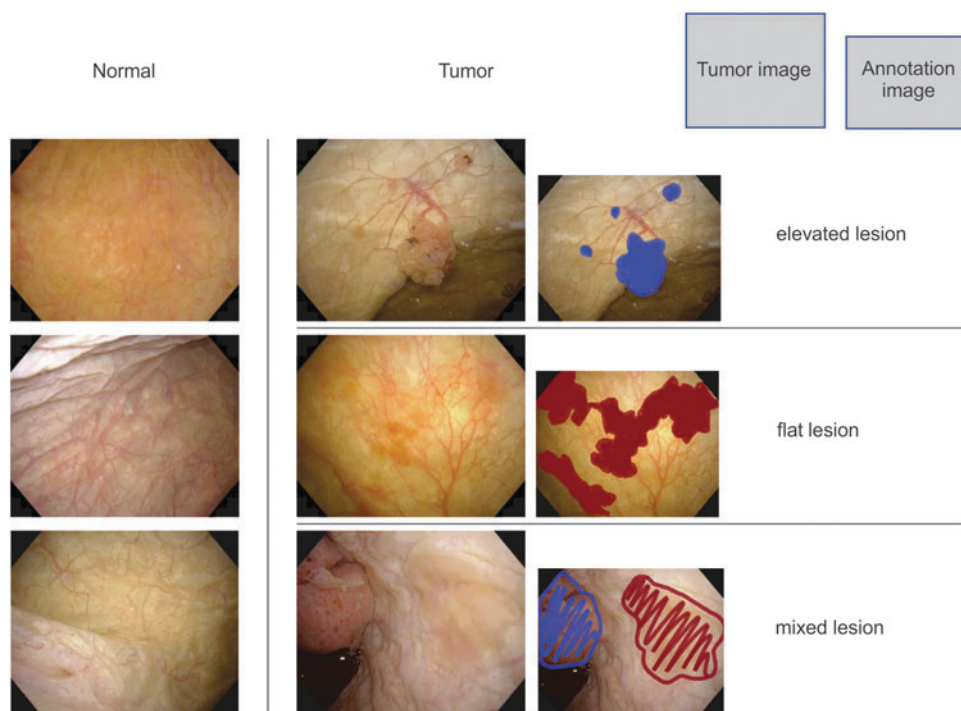 Normal
Tumor
Tumor image
Annotation
image
elevated lesion
flat lesion
mixed lesion